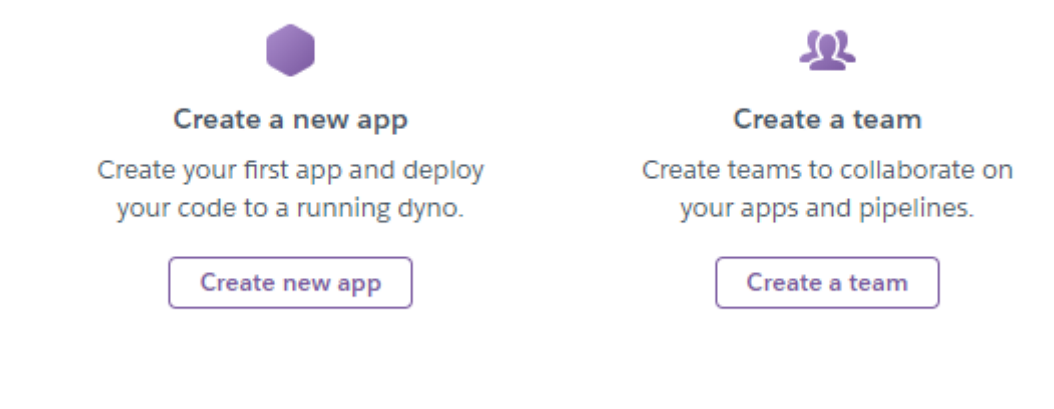 Create a new app
Create your first app and deploy
your code to a running dyno.
Create new app
Create a team
Create teams to collaborate on
your apps and pipelines.
Create a team